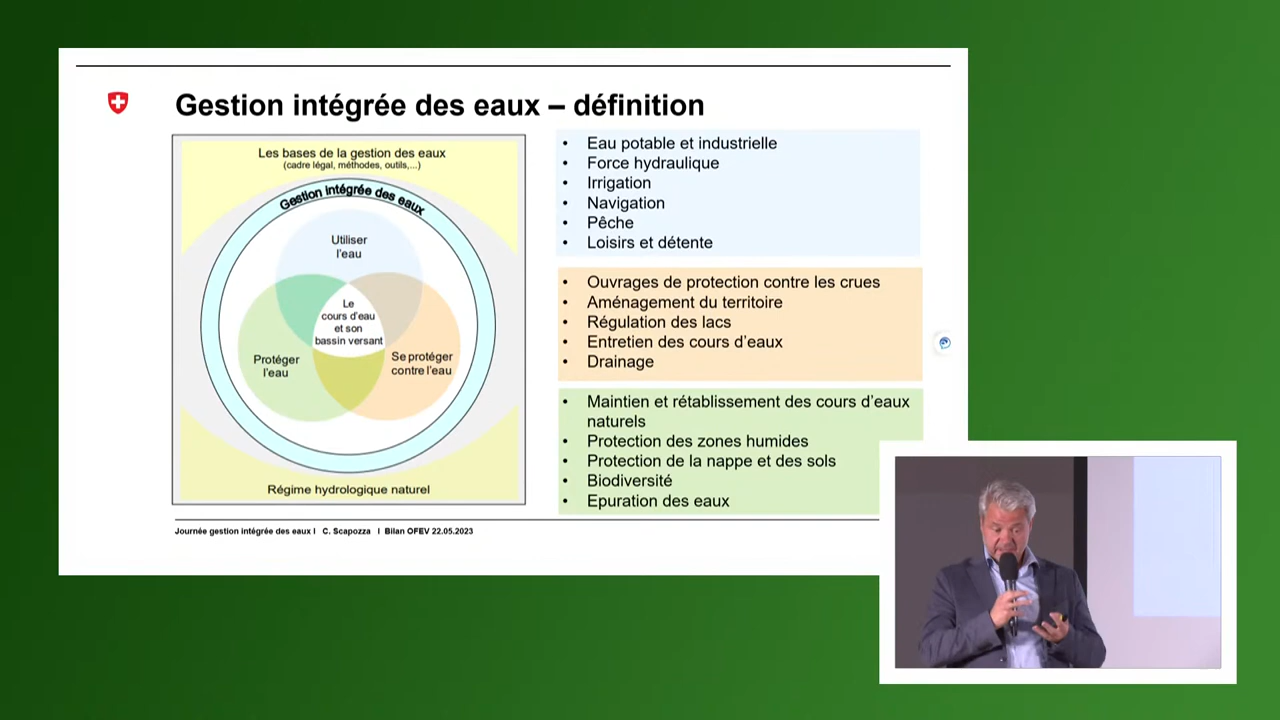 Gestion intégrée des eaux – définition
Les bases de la gestion des eaux
(cadre légal, méthodes, outils,...)
Gestion intégrée des eaux
Utiliser
l'eau
Le
cours d'eau
et son
bassin versant
Protéger
l'eau
Se protéger
contre l'eau
Régime hydrologique naturel
• Eau potable et industrielle
• Force hydraulique
• Irrigation
• Navigation
• Pêche
• Loisirs et détente
• Ouvrages de protection contre les crues
• Aménagement du territoire
• Régulation des lacs
• Entretien des cours d'eaux
• Drainage
• Maintien et rétablissement des cours d'eaux
naturels
• Protection des zones humides
• Protection de la nappe et des sols
• Biodiversité
• Epuration des eaux
Journée gestion intégrée des eaux I C. Scapozza I Bilan OFEV 22.05.2023